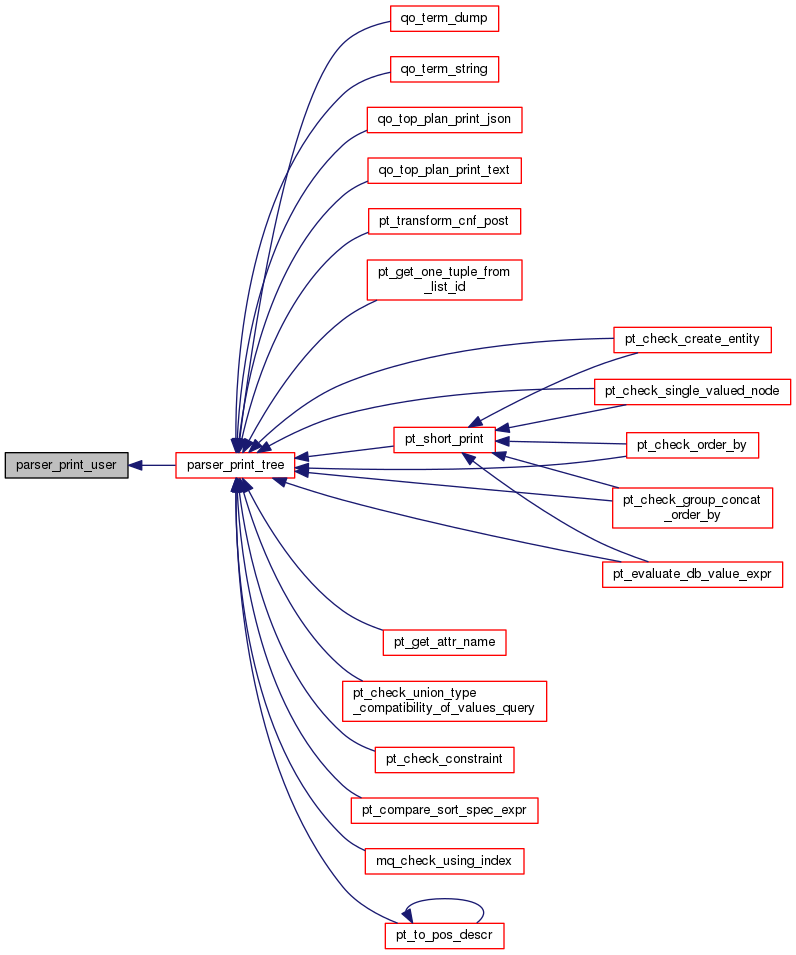 qo_term_dump
qo_term_string
qo_top_plan_print_json
qo_top_plan_print_text
pt_transform_cnf_post
pt_get_one_tuple_from
_list_id
pt_check_create_entity
pt_check_single_valued_node
pt_short_print
pt_check_order_by
parser_print_user
parser_print_tree
pt_check_group_concat
_order_by
pt_evaluate_db_value_expr
pt_get_attr_name
pt_check_union_type
_compatibility_of_values_query
pt_check_constraint
pt_compare_sort_spec_expr
mq_check_using_index
pt_to_pos_descr